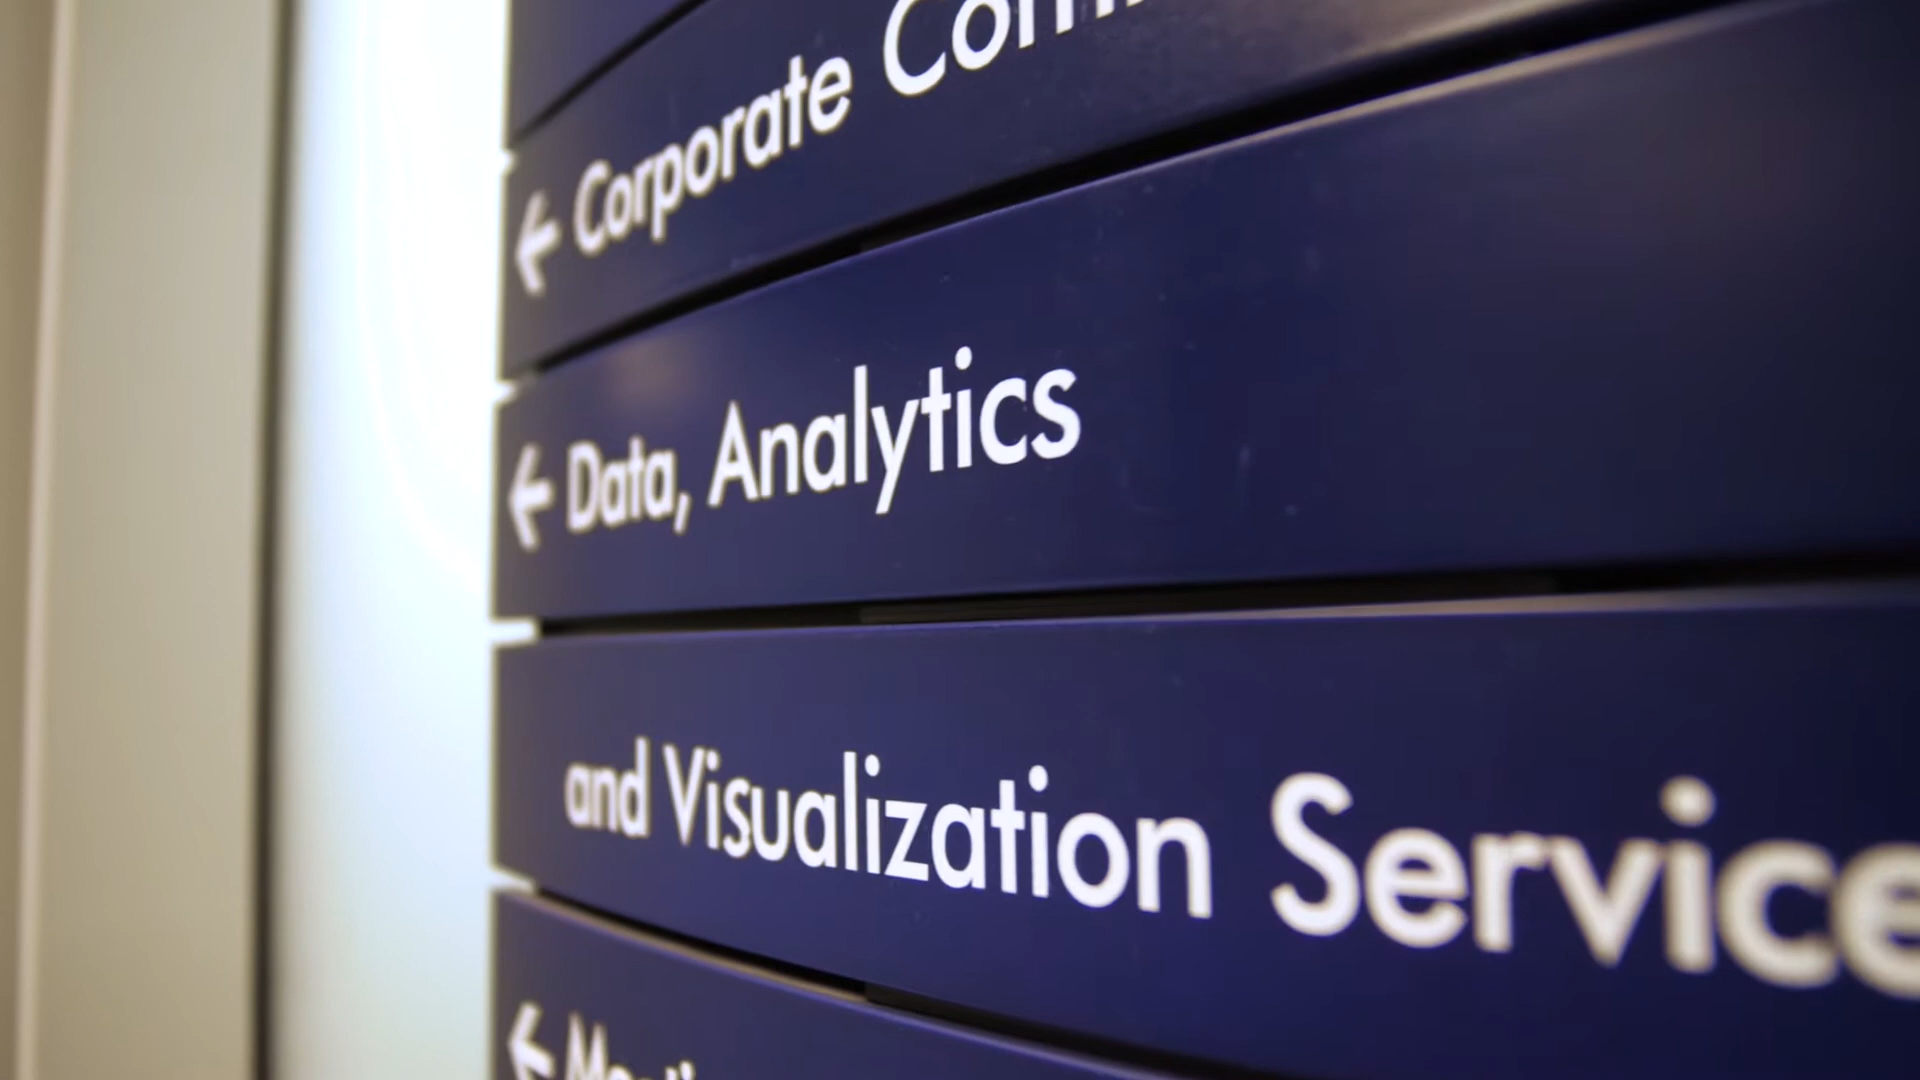 ← Corporate
← Data, Analytics
and Visualization Service
←